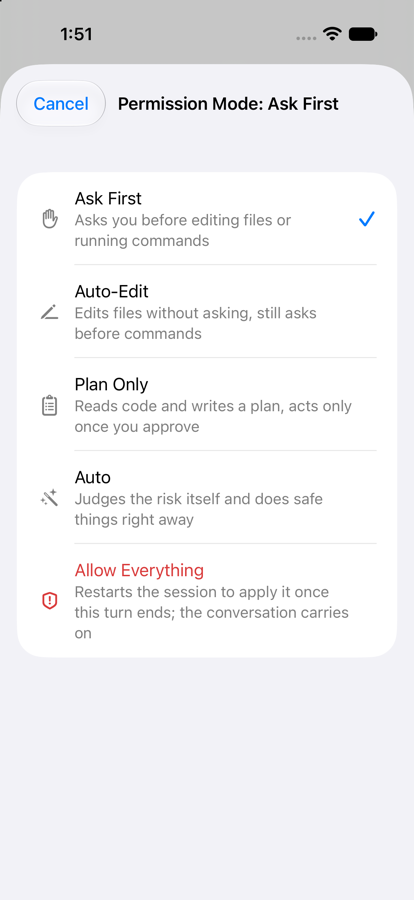 1:51
Cancel
Permission Mode: Ask First
Ask First
Asks you before editing files or
running commands
Auto-Edit
Edits files without asking, still asks
before commands
Plan Only
Reads code and writes a plan, acts only
once you approve
Auto
Judges the risk itself and does safe
things right away
Allow Everything
Restarts the session to apply it once
this turn ends; the conversation carries
on